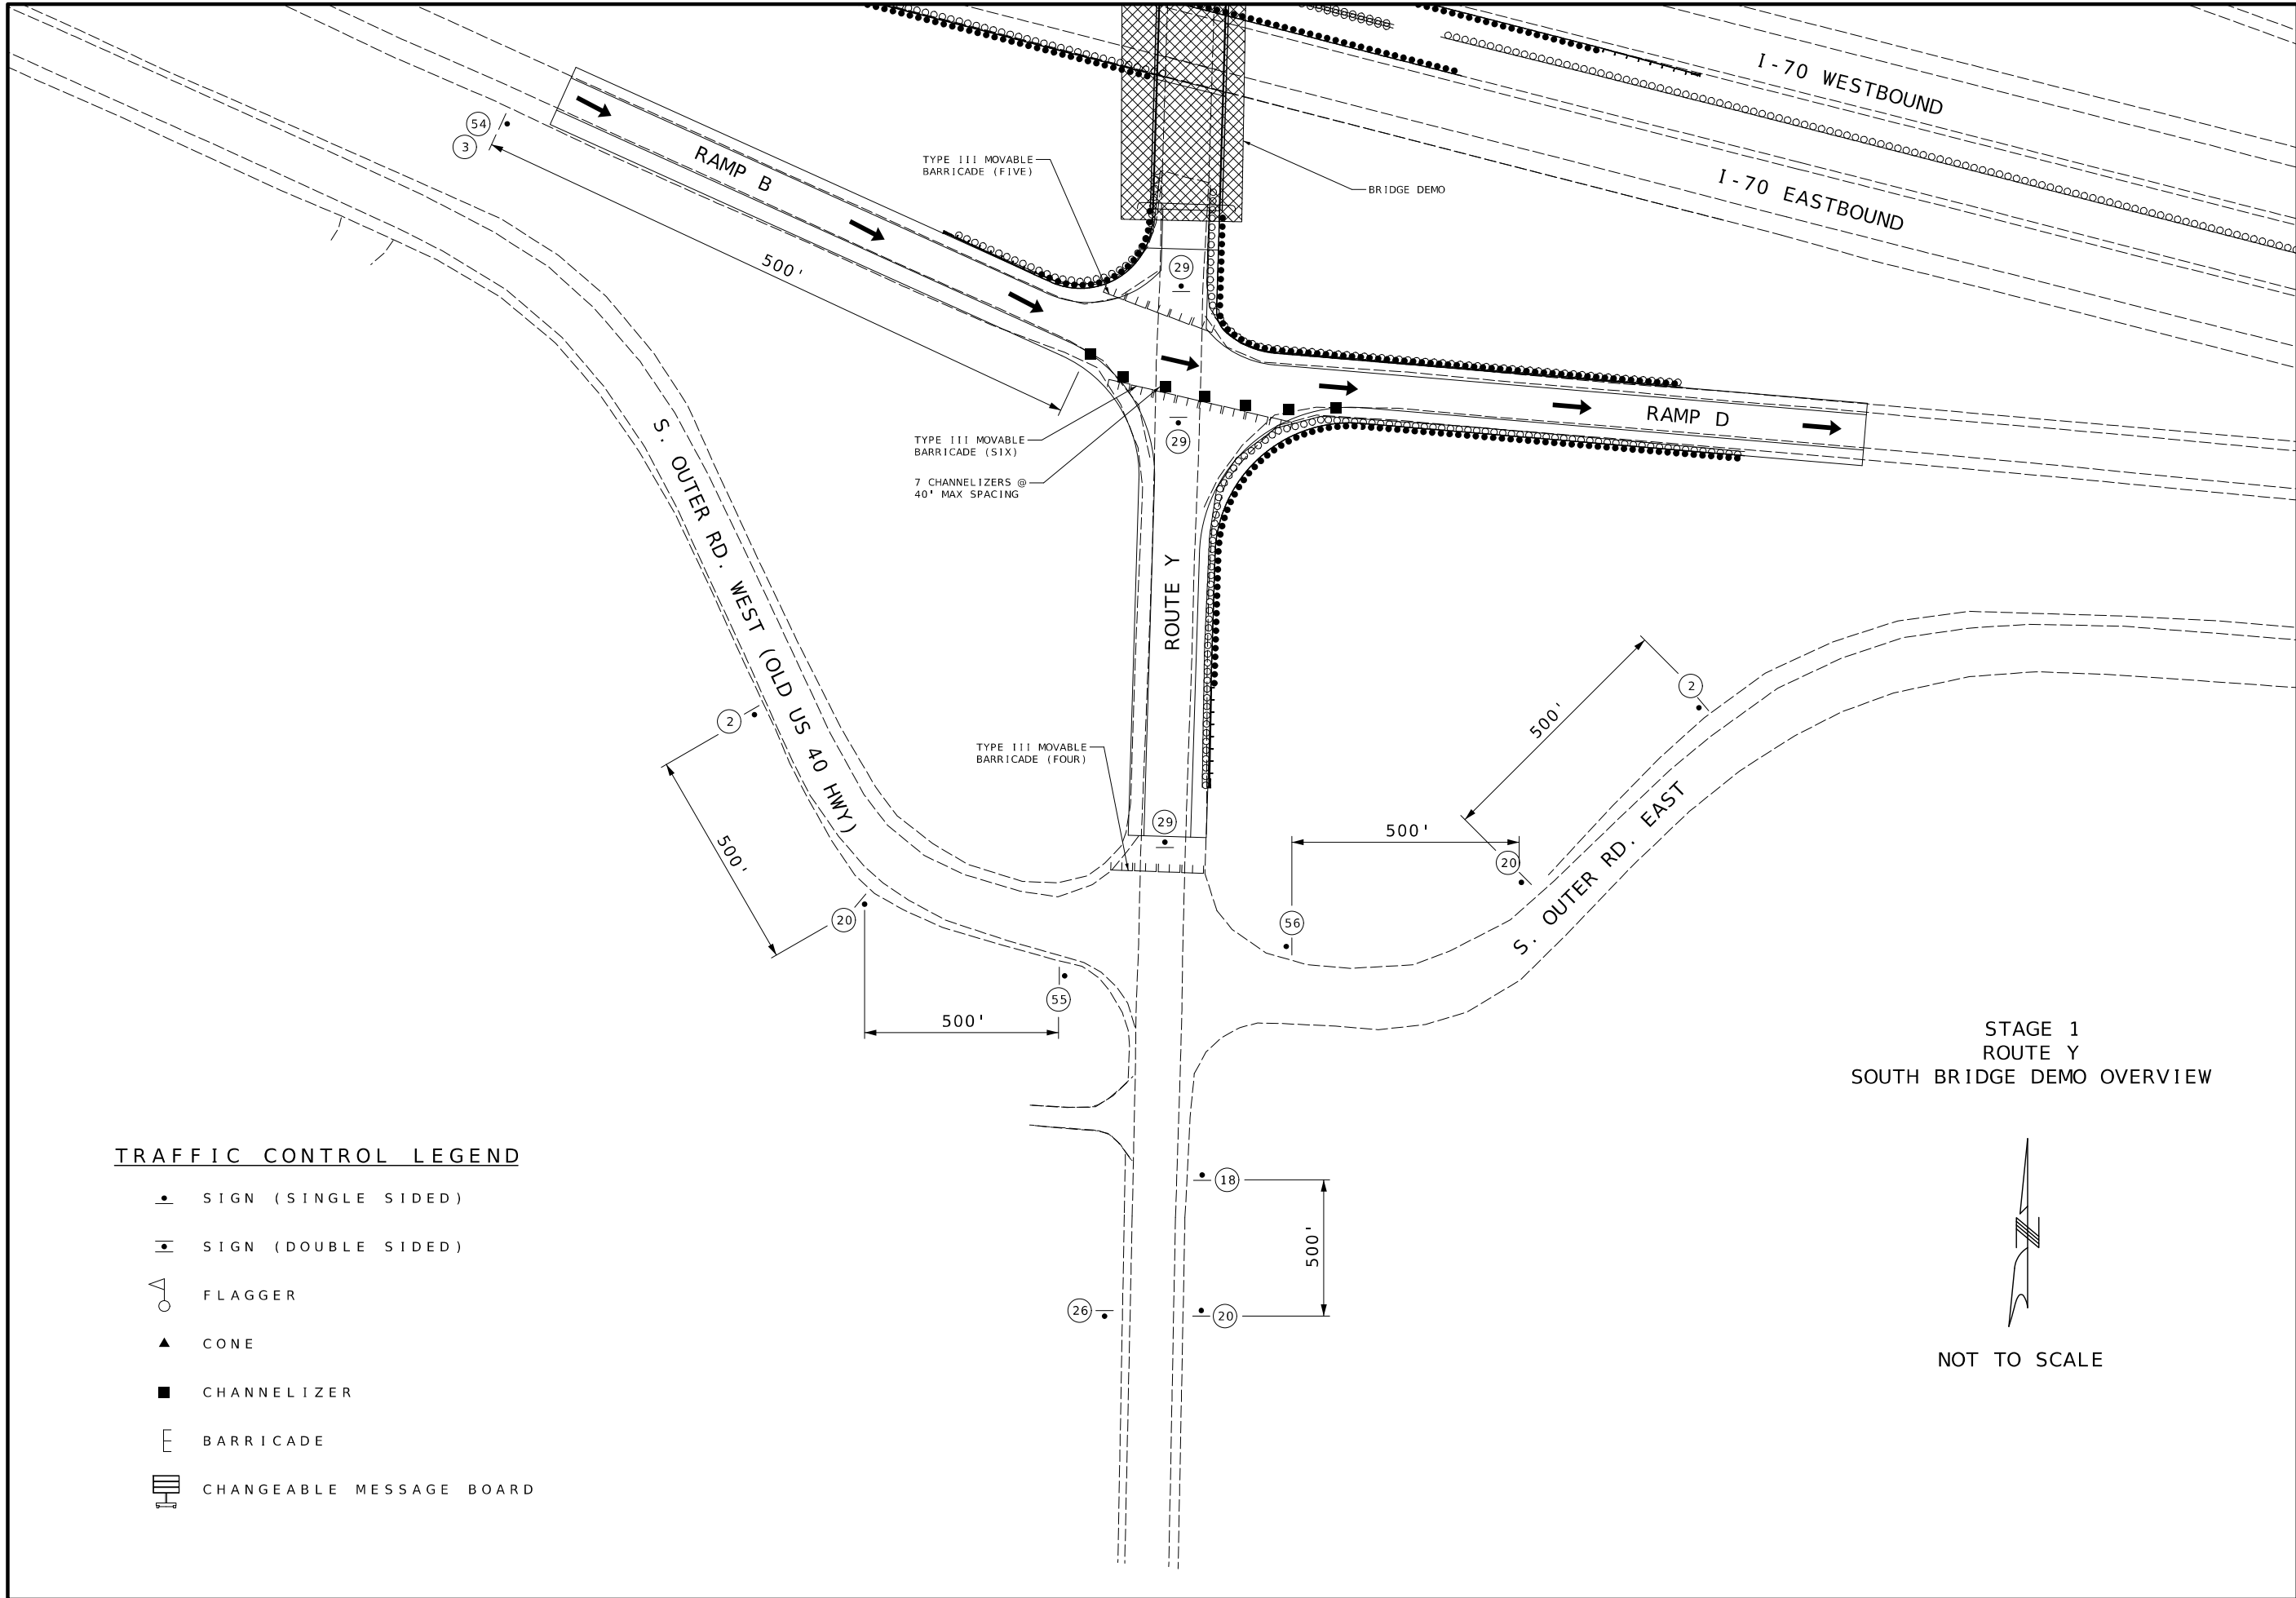 I-70 WESTBOUND
I-70 EASTBOUND
54
3
RAMP B
TYPE III MOVABLE
BARRICADE (FIVE)
BRIDGE DEMO
500'
29
RAMP D
29
TYPE III MOVABLE
BARRICADE (SIX)
7 CHANNELIZERS @
40' MAX SPACING
S. OUTER RD. WEST (OLD US 40 HWY)
ROUTE Y
2
2
500'
TYPE III MOVABLE
BARRICADE (FOUR)
29
500'
500'
20
20
56
S. OUTER RD. EAST
55
500'
STAGE 1
ROUTE Y
SOUTH BRIDGE DEMO OVERVIEW
18
500'
26
20
N
NOT TO SCALE
TRAFFIC CONTROL LEGEND
SIGN (SINGLE SIDED)
SIGN (DOUBLE SIDED)
FLAGGER
CONE
CHANNELIZER
BARRICADE
CHANGEABLE MESSAGE BOARD